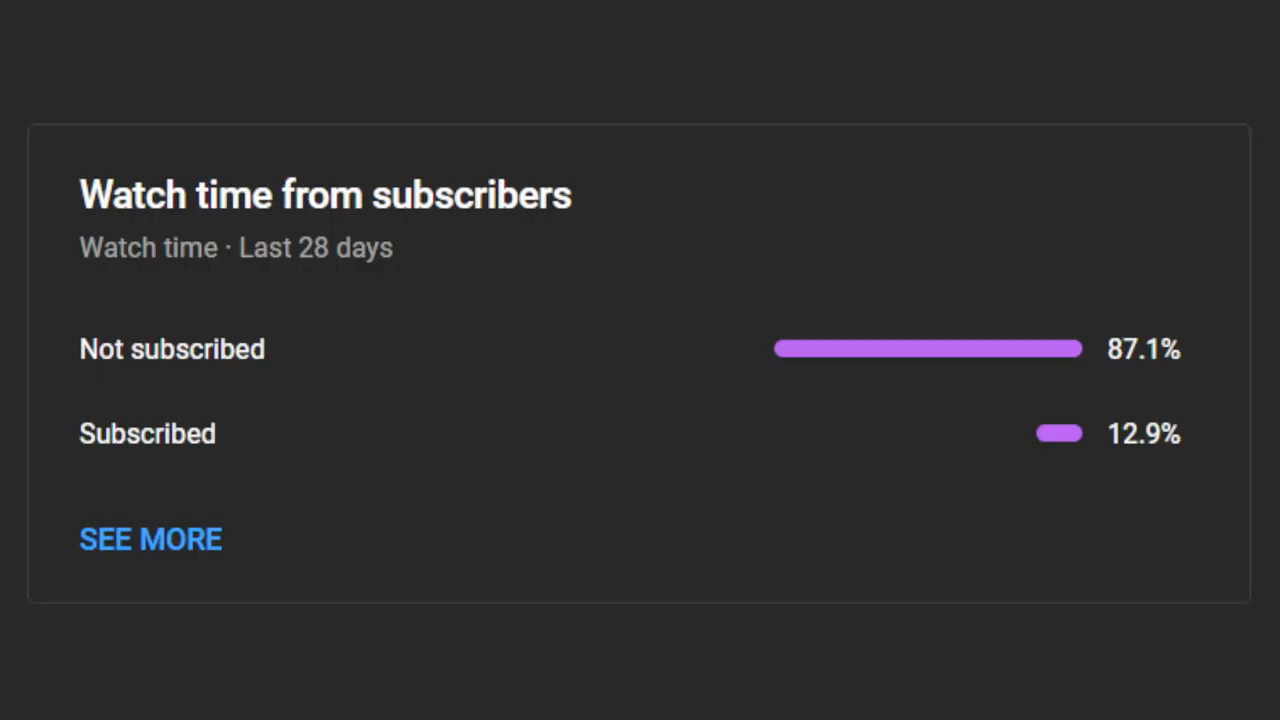 Watch time from subscribers
Watch time · Last 28 days
Not subscribed 87.1%
Subscribed 12.9%
SEE MORE